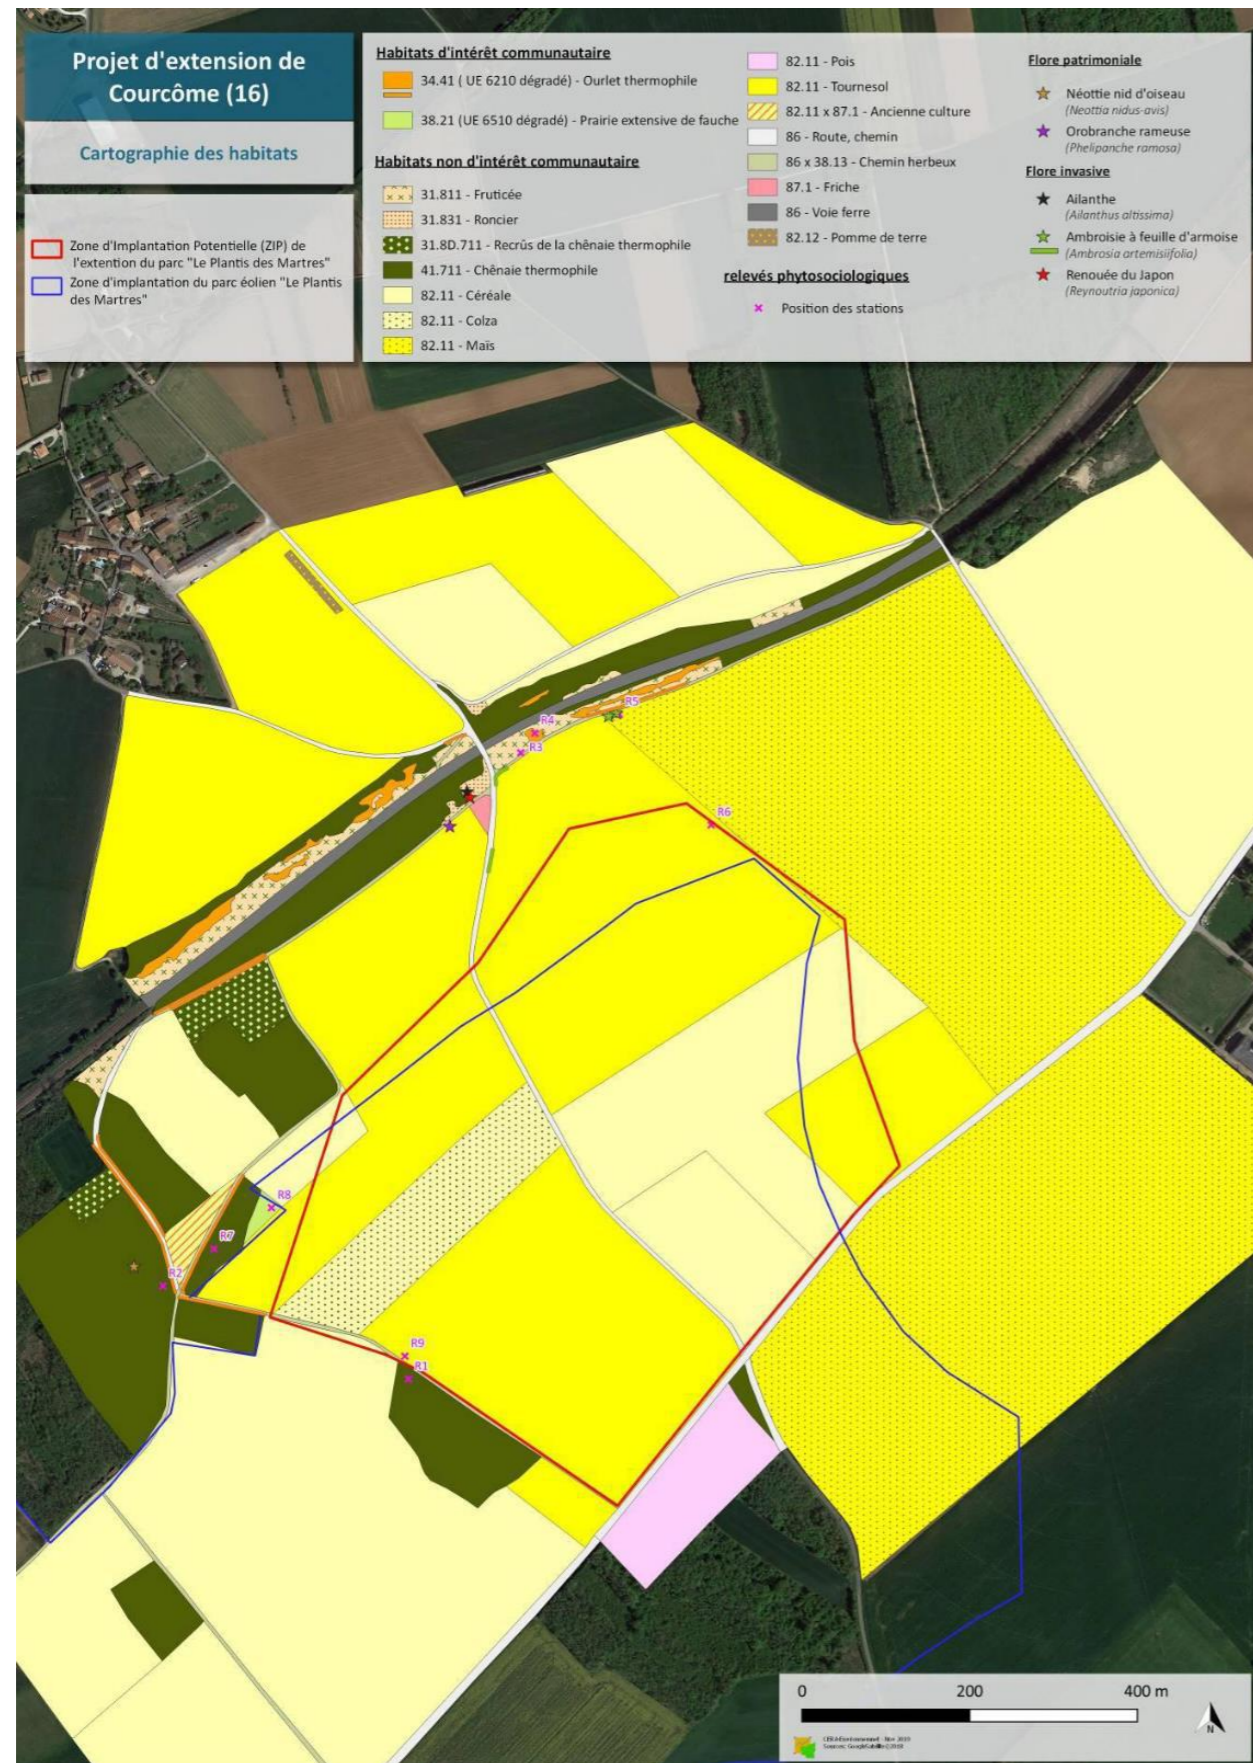 Projet d'extension de
Courcôme (16)
Cartographie des habitats
Zone d'Implantation Potentielle (ZIP) de
l'extention du parc "Le Plantis des Martres"
Zone d'implantation du parc éolien "Le Plantis
des Martres"
Habitats d'intérêt communautaire
34.41 ( UE 6210 dégradé) - Ourlet thermophile
38.21 (UE 6510 dégradé) - Prairie extensive de fauche
Habitats non d'intérêt communautaire
31.811 - Fruticée
31.831 - Roncier
31.8D.711 - Recrûs de la chênaie thermophile
41.711 - Chênaie thermophile
82.11 - Céréale
82.11 - Colza
82.11 - Maïs
82.11 - Pois
82.11 - Tournesol
82.11 x 87.1 - Ancienne culture
86 - Route, chemin
86 x 38.13 - Chemin herbeux
87.1 - Friche
86 - Voie ferre
82.12 - Pomme de terre
relevés phytosociologiques
Position des stations
Flore patrimoniale
Néottie nid d'oiseau
(Neottia nidus-avis)
Orobranche rameuse
(Phelipanche ramosa)
Flore invasive
Ailanthe
(Ailanthus altissima)
Ambroisie à feuille d'armoise
(Ambrosia artemisiifolia)
Renouée du Japon
(Reynoutria japonica)
R5
R4
R3
R6
R8
R7
R2
R9
R1
0 200 400 m
N
CERA Environnement - Nov 2019